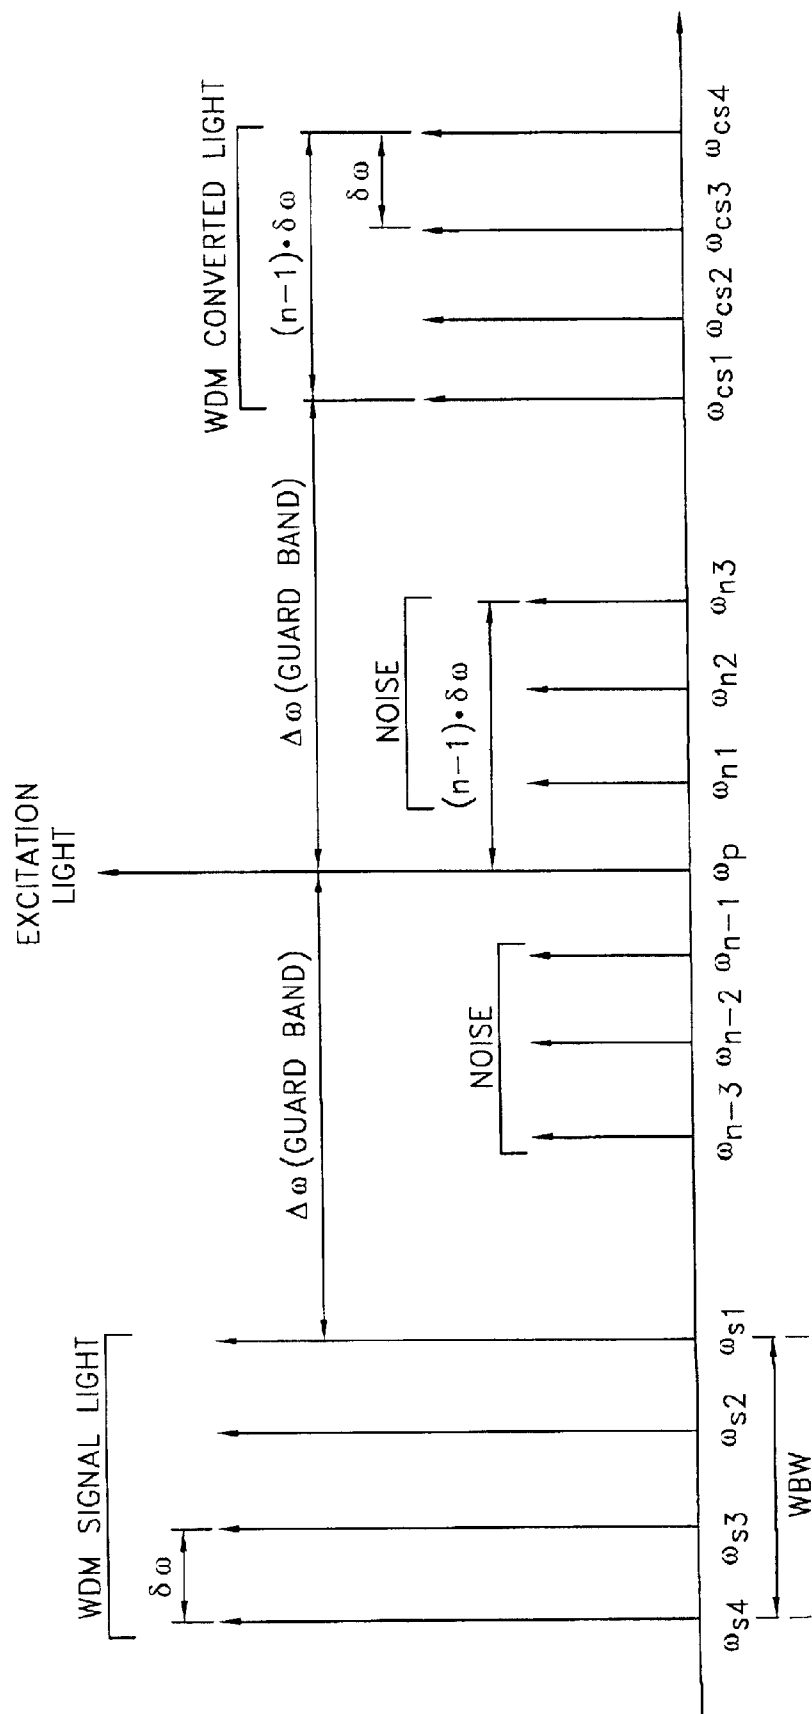 EXCITATION
LIGHT
WDM SIGNAL LIGHT
WDM CONVERTED LIGHT
δω
Δω(GUARD BAND)
Δω(GUARD BAND)
(n−1)•δω
δω
NOISE
NOISE
(n−1)•δω
ωs4
ωs3
ωs2
ωs1
ωn−3
ωn−2
ωn−1
ωp
ωn1
ωn2
ωn3
ωcs1
ωcs2
ωcs3
ωcs4
WBW